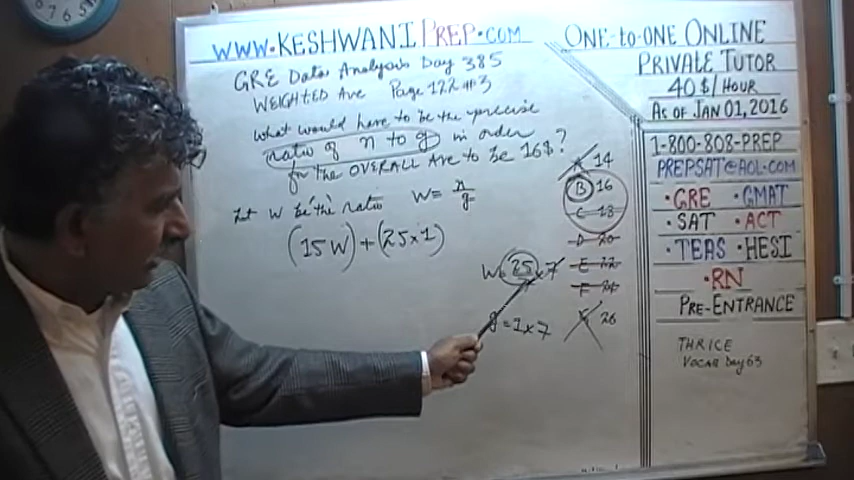 WWW.KESHWANIPREP.COM
GRE Data Analysis Day 385
WEIGHTED Ave Page 122 #3
What would have to be the precise
ratio of n to g in order
for the OVERALL Ave to be 16$?
Let W be the ratio W = n/g
(15W) + (25×1)
W= 25 × 7
g = 1 × 7
A 14
B 16
C 18
D 20
E 22
F 24
26
ONE-TO-ONE ONLINE
PRIVATE TUTOR
40 $/HOUR
AS OF JAN 01, 2016
1-800-808-PREP
PREPSAT@AOL.COM
•GRE •GMAT
•SAT •ACT
•TEAS •HESI
•RN
PRE-ENTRANCE
THRICE
VOCAB Day 63